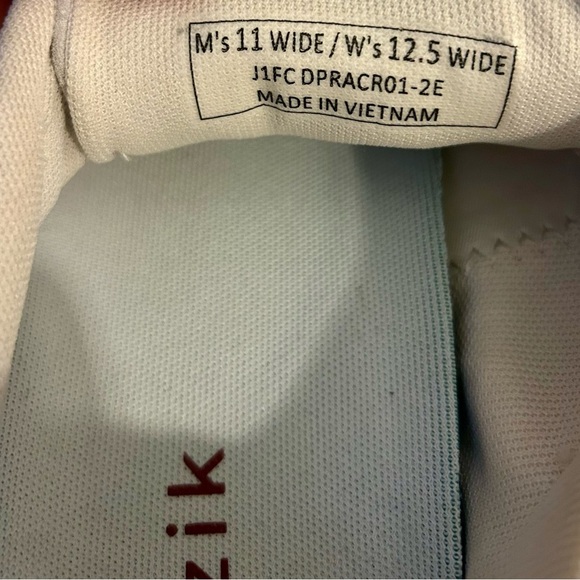 M's 11 WIDE / W's 12.5 WIDE
J1FC DPRACR01-2E
MADE IN VIETNAM
zik